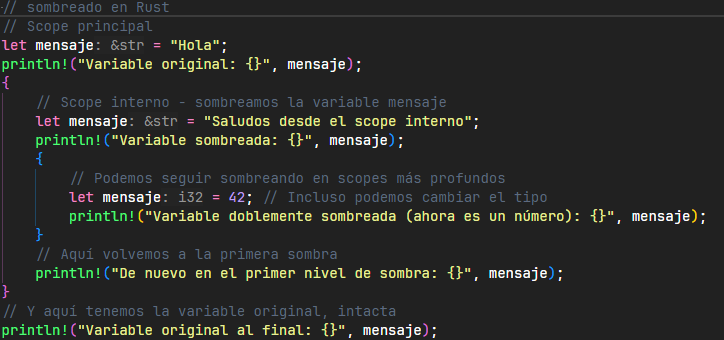 // sombreado en Rust
// Scope principal
let mensaje: &str = "Hola";
println!("Variable original: {}", mensaje);
{
    // Scope interno - sombreamos la variable mensaje
    let mensaje: &str = "Saludos desde el scope interno";
    println!("Variable sombreada: {}", mensaje);
    {
        // Podemos seguir sombreando en scopes más profundos
        let mensaje: i32 = 42; // Incluso podemos cambiar el tipo
        println!("Variable doblemente sombreada (ahora es un número): {}", mensaje);
    }
    // Aquí volvemos a la primera sombra
    println!("De nuevo en el primer nivel de sombra: {}", mensaje);
}
// Y aquí tenemos la variable original, intacta
println!("Variable original al final: {}", mensaje);